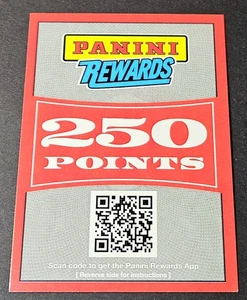 PANINI
REWARDS
250
POINTS
Scan code to get the Panini Rewards App
[ Reverse side for instructions ]